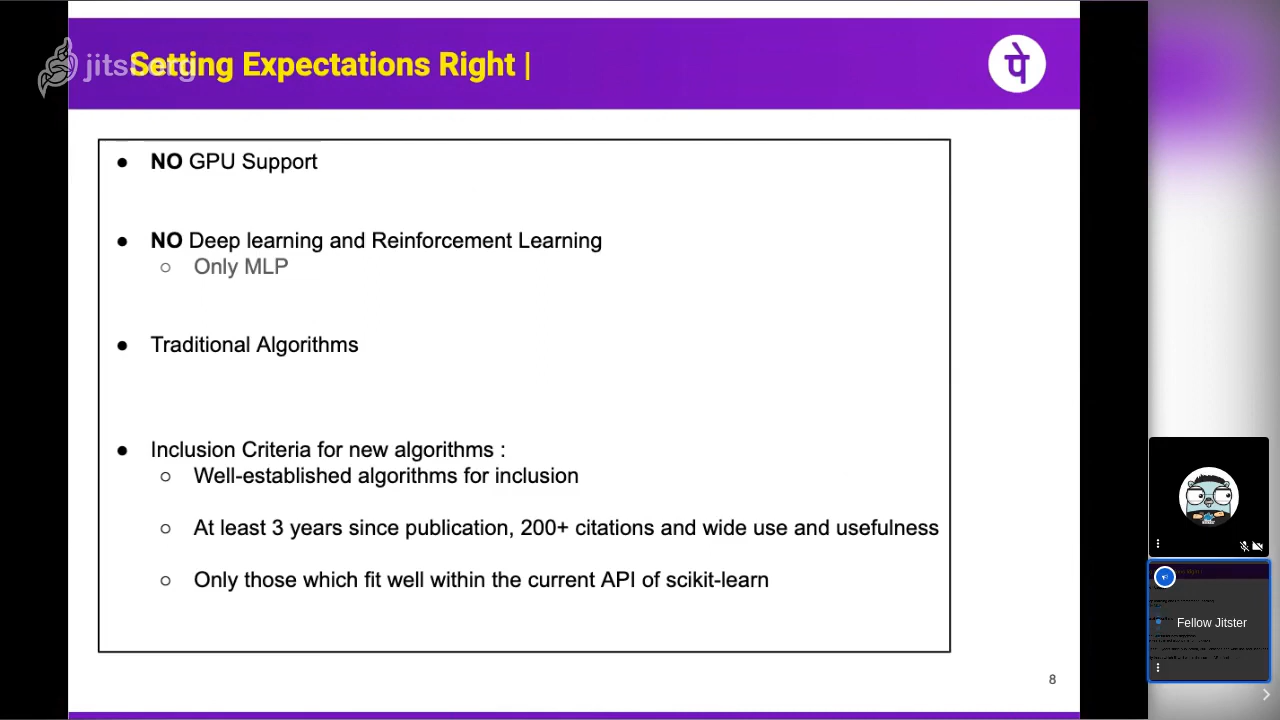 jitsi.org
Setting Expectations Right |
पे
● NO GPU Support
● NO Deep learning and Reinforcement Learning
○ Only MLP
● Traditional Algorithms
● Inclusion Criteria for new algorithms :
○ Well-established algorithms for inclusion
○ At least 3 years since publication, 200+ citations and wide use and usefulness
○ Only those which fit well within the current API of scikit-learn
8
Fellow Jitster